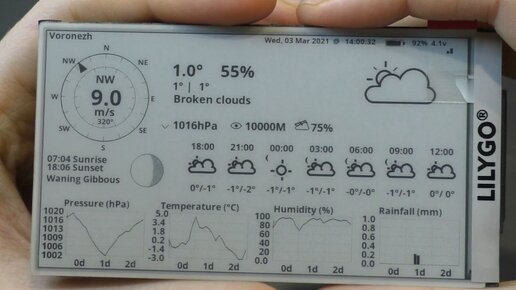 Voronezh
Wed, 03 Mar 2021 @ 14:00:32 92% 4.1v
N
NW NE
W E
SW SE
S
NW
9.0
m/s
320°
1.0° 55%
1° | 1°
Broken clouds
1016hPa 10000M 75%
07:04 Sunrise
18:06 Sunset
Waning Gibbous
18:00 21:00 00:00 03:00 06:00 09:00 12:00
0°/-1° -1°/-2° -1°/-1° -1°/-1° -0°/-0° -1°/-1° 0°/ 0°
Pressure (hPa)
1020
1016
1013
1009
1006
1002
0d 1d 2d
Temperature (°C)
5.0
3.4
1.8
0.2
-1.4
-3.0
0d 1d 2d
Humidity (%)
100
80
60
40
20
0.0
0d 1d 2d
Rainfall (mm)
1.0
0.8
0.6
0.4
0.2
0.0
0d 1d 2d
LILYGO®